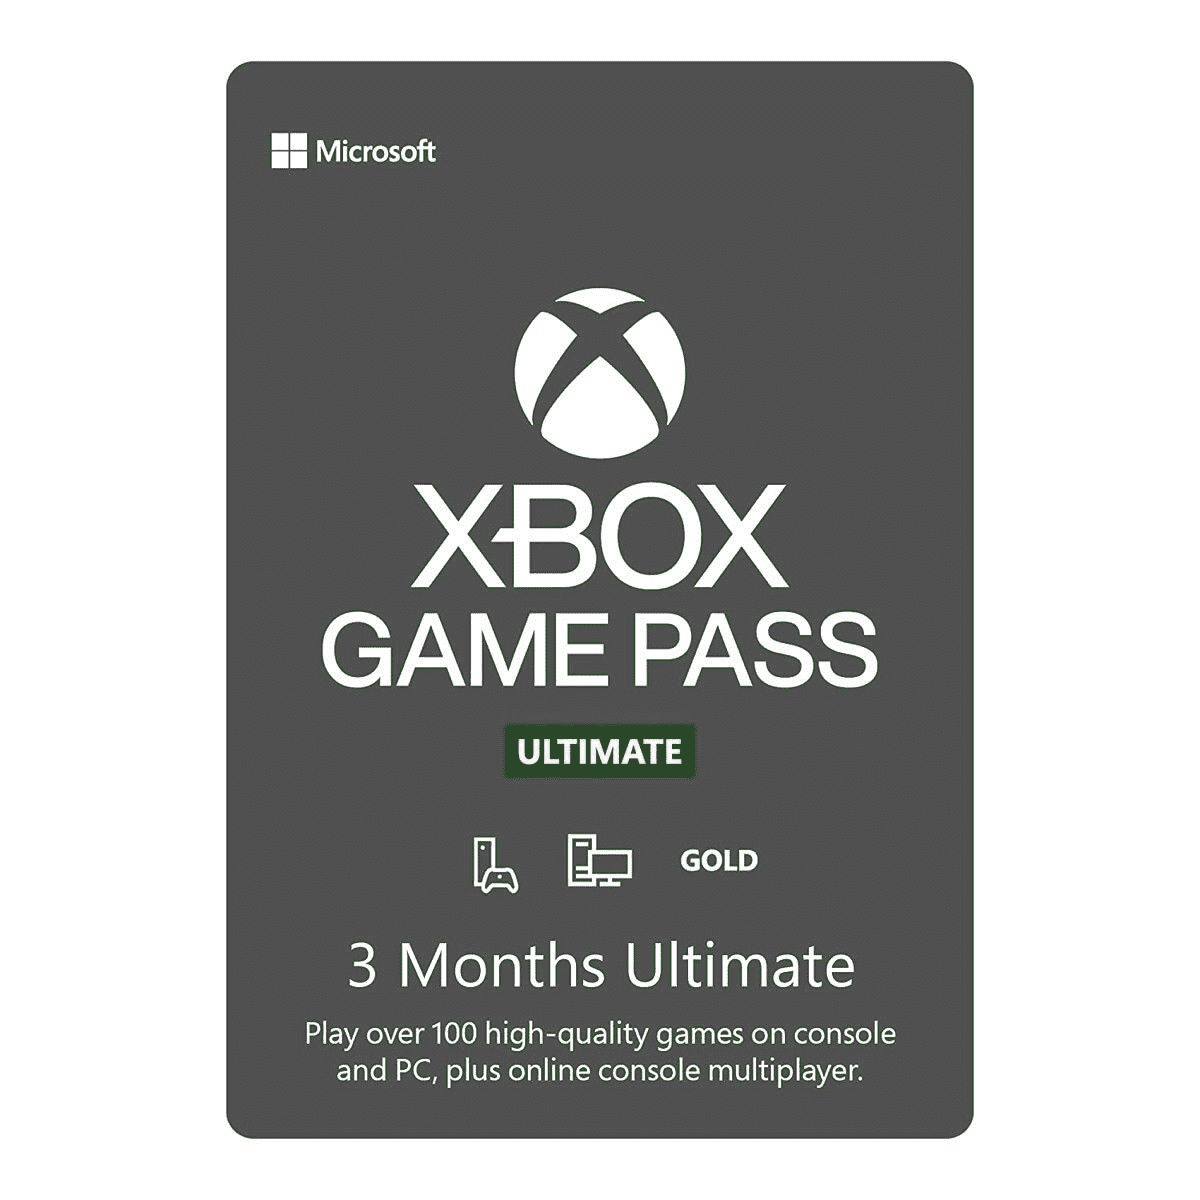 Microsoft
XBOX
GAME PASS
ULTIMATE
GOLD
3 Months Ultimate
Play over 100 high-quality games on console
and PC, plus online console multiplayer.